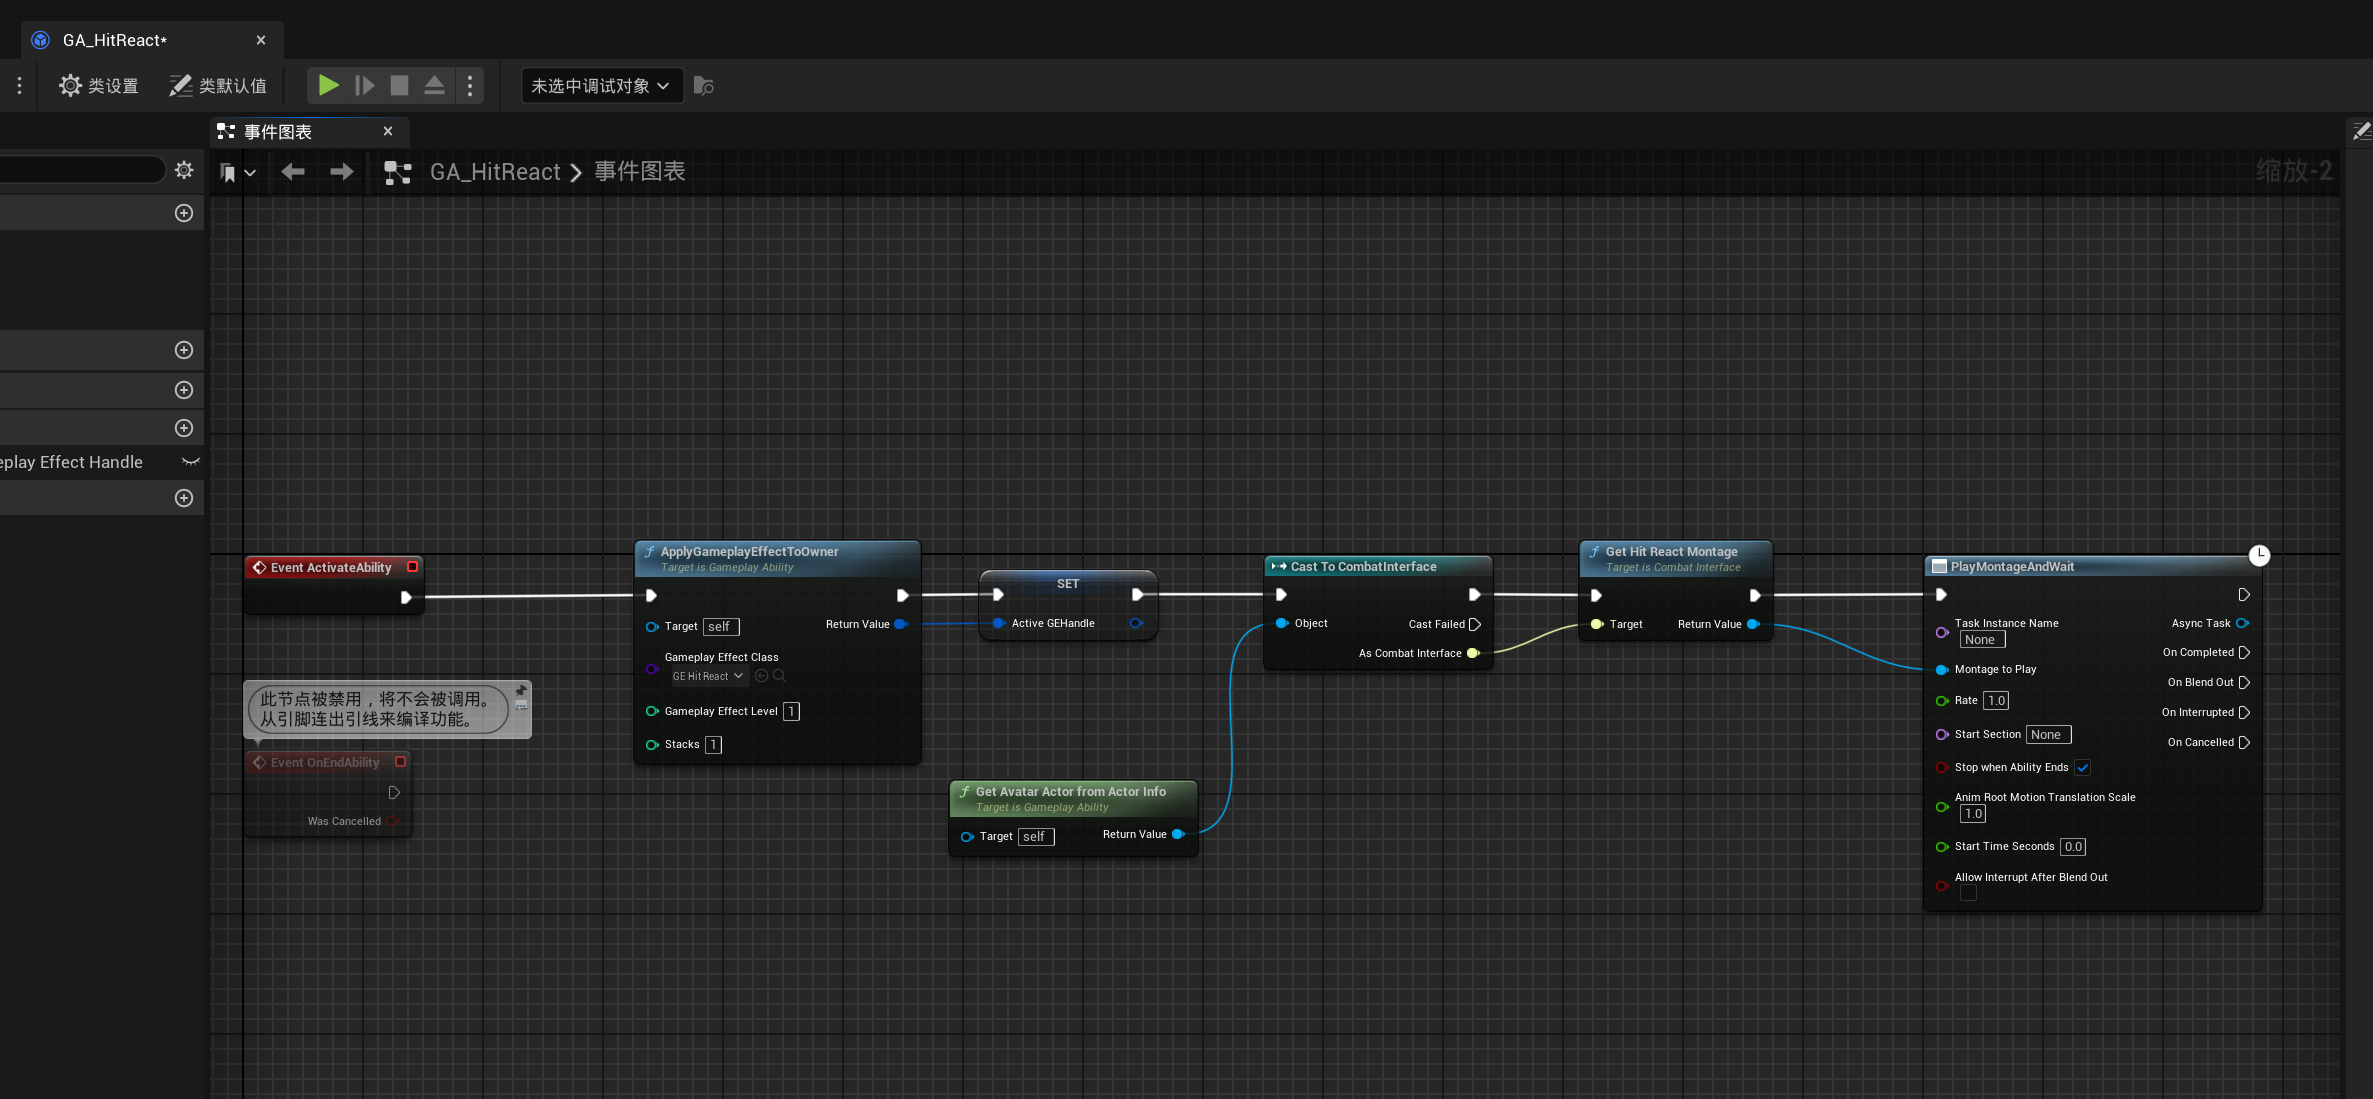 GA_HitReact*
类设置
类默认值
未选中调试对象
事件图表
GA_HitReact
事件图表
缩放-2
eplay Effect Handle
Event ActivateAbility
ApplyGameplayEffectToOwner
Target is Gameplay Ability
Target self
Return Value
Gameplay Effect Class
GE Hit React
Gameplay Effect Level 1
Stacks 1
SET
Active GEHandle
Cast To CombatInterface
Object
Cast Failed
As Combat Interface
Get Hit React Montage
Target is Combat Interface
Target
Return Value
PlayMontageAndWait
Task Instance Name
None
Async Task
On Completed
Montage to Play
On Blend Out
Rate 1.0
On Interrupted
Start Section None
On Cancelled
Stop when Ability Ends
Anim Root Motion Translation Scale
1.0
Start Time Seconds 0.0
Allow Interrupt After Blend Out
此节点被禁用，将不会被调用。
从引脚连出引线来编译功能。
Event OnEndAbility
Was Cancelled
Get Avatar Actor from Actor Info
Target is Gameplay Ability
Target self
Return Value